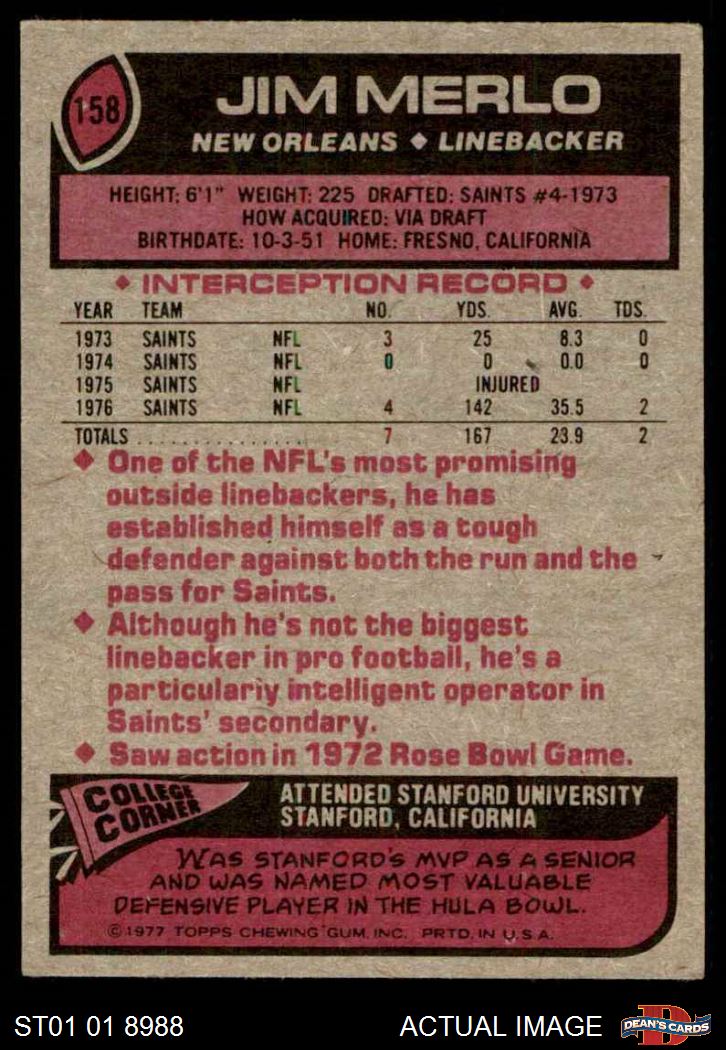 158
JIM MERLO
NEW ORLEANS ◆ LINEBACKER
HEIGHT: 6'1" WEIGHT: 225 DRAFTED: SAINTS #4-1973
HOW ACQUIRED: VIA DRAFT
BIRTHDATE: 10-3-51 HOME: FRESNO, CALIFORNIA
◆ INTERCEPTION RECORD ◆
YEAR TEAM NO. YDS. AVG. TDS.
1973 SAINTS NFL 3 25 8.3 0
1974 SAINTS NFL 0 0 0.0 0
1975 SAINTS NFL INJURED
1976 SAINTS NFL 4 142 35.5 2
TOTALS ................ 7 167 23.9 2
◆ One of the NFL's most promising
outside linebackers, he has
established himself as a tough
defender against both the run and the
pass for Saints.
◆ Although he's not the biggest
linebacker in pro football, he's a
particularly intelligent operator in
Saints' secondary.
◆ Saw action in 1972 Rose Bowl Game.
COLLEGE
CORNER
ATTENDED STANFORD UNIVERSITY
STANFORD, CALIFORNIA
WAS STANFORD'S MVP AS A SENIOR
AND WAS NAMED MOST VALUABLE
DEFENSIVE PLAYER IN THE HULA BOWL.
©1977 TOPPS CHEWING GUM, INC. PRTD. IN U.S.A.
ST01 01 8988
ACTUAL IMAGE
D
DEAN'S CARDS